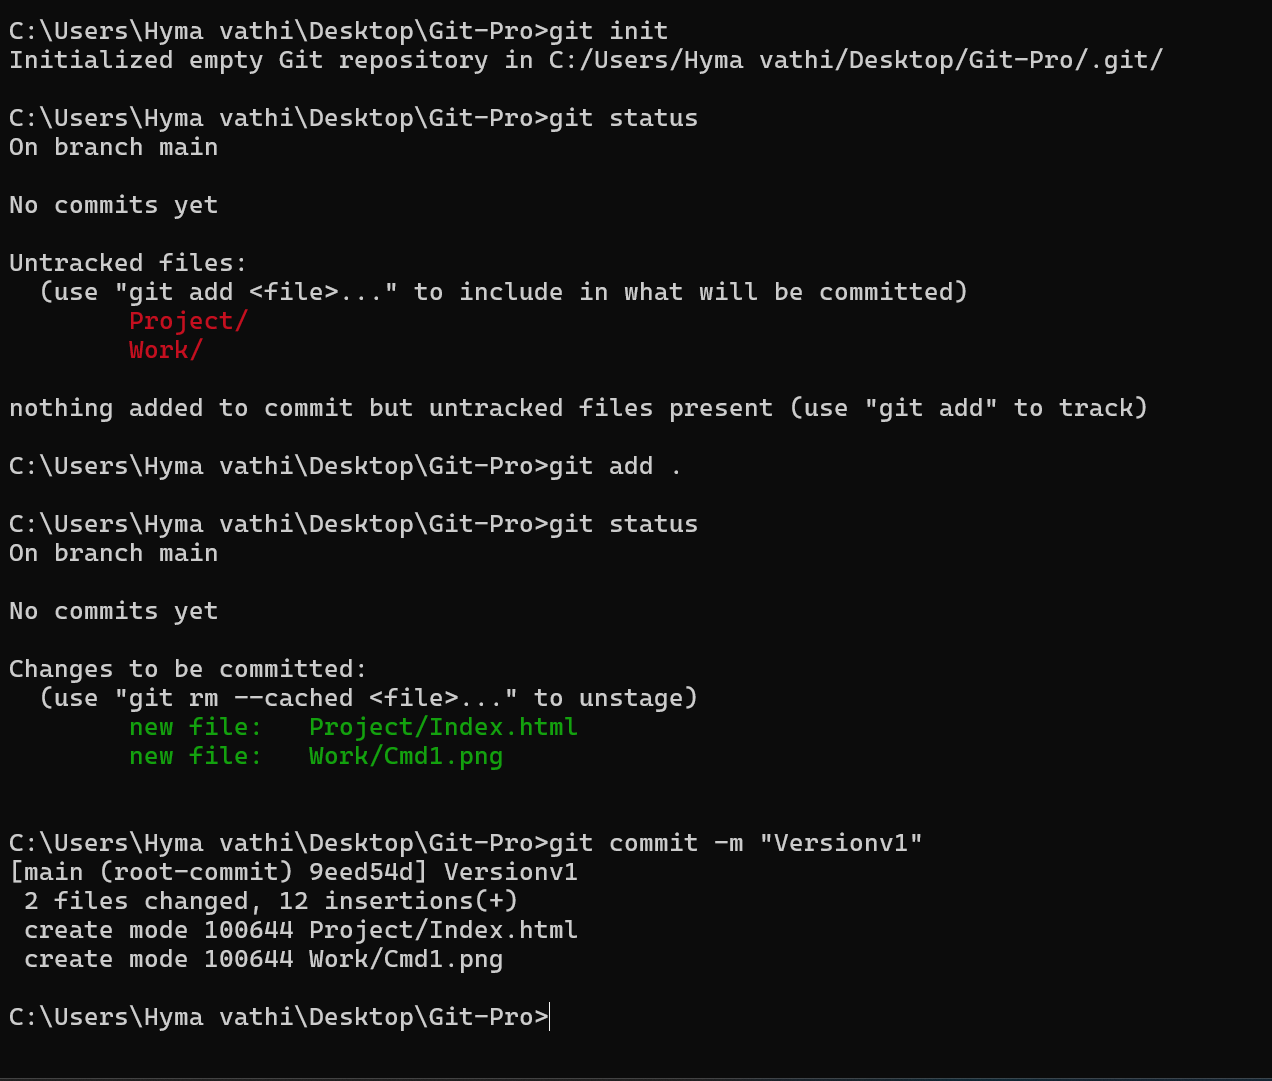 C:\Users\Hyma vathi\Desktop\Git-Pro>git init
Initialized empty Git repository in C:/Users/Hyma vathi/Desktop/Git-Pro/.git/
C:\Users\Hyma vathi\Desktop\Git-Pro>git status
On branch main
No commits yet
Untracked files:
  (use "git add <file>..." to include in what will be committed)
        Project/
        Work/
nothing added to commit but untracked files present (use "git add" to track)
C:\Users\Hyma vathi\Desktop\Git-Pro>git add .
C:\Users\Hyma vathi\Desktop\Git-Pro>git status
On branch main
No commits yet
Changes to be committed:
  (use "git rm --cached <file>..." to unstage)
        new file:   Project/Index.html
        new file:   Work/Cmd1.png
C:\Users\Hyma vathi\Desktop\Git-Pro>git commit -m "Versionv1"
[main (root-commit) 9eed54d] Versionv1
 2 files changed, 12 insertions(+)
 create mode 100644 Project/Index.html
 create mode 100644 Work/Cmd1.png
C:\Users\Hyma vathi\Desktop\Git-Pro>